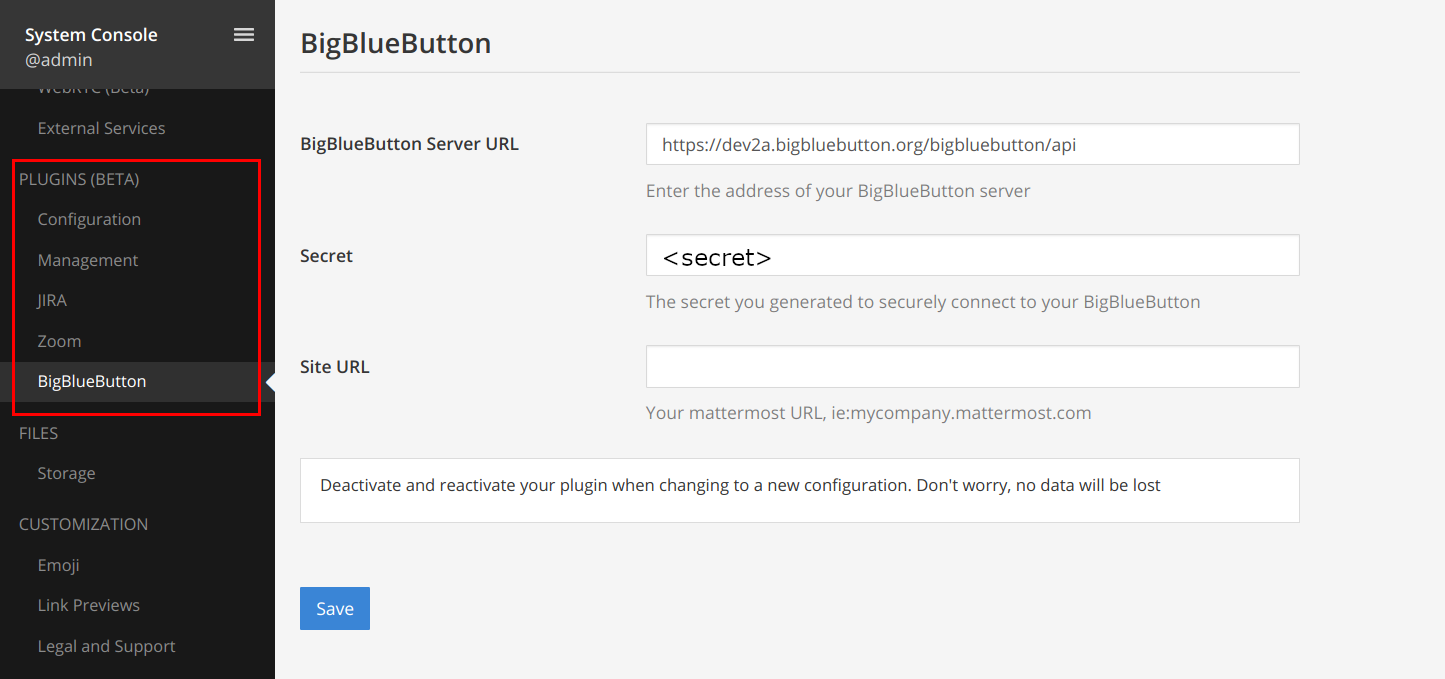 System Console
@admin
WebRTC (Beta)
External Services
PLUGINS (BETA)
Configuration
Management
JIRA
Zoom
BigBlueButton
FILES
Storage
CUSTOMIZATION
Emoji
Link Previews
Legal and Support
BigBlueButton
BigBlueButton Server URL
https://dev2a.bigbluebutton.org/bigbluebutton/api
Enter the address of your BigBlueButton server
Secret
<secret>
The secret you generated to securely connect to your BigBlueButton
Site URL
Your mattermost URL, ie:mycompany.mattermost.com
Deactivate and reactivate your plugin when changing to a new configuration. Don't worry, no data will be lost
Save